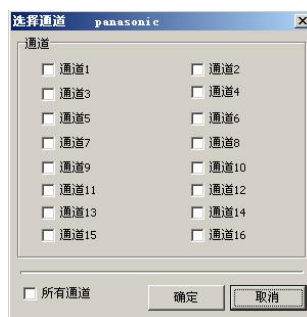 选择通道 panasonic
通道
通道1 通道2
通道3 通道4
通道5 通道6
通道7 通道8
通道9 通道10
通道11 通道12
通道13 通道14
通道15 通道16
所有通道 确定 取消